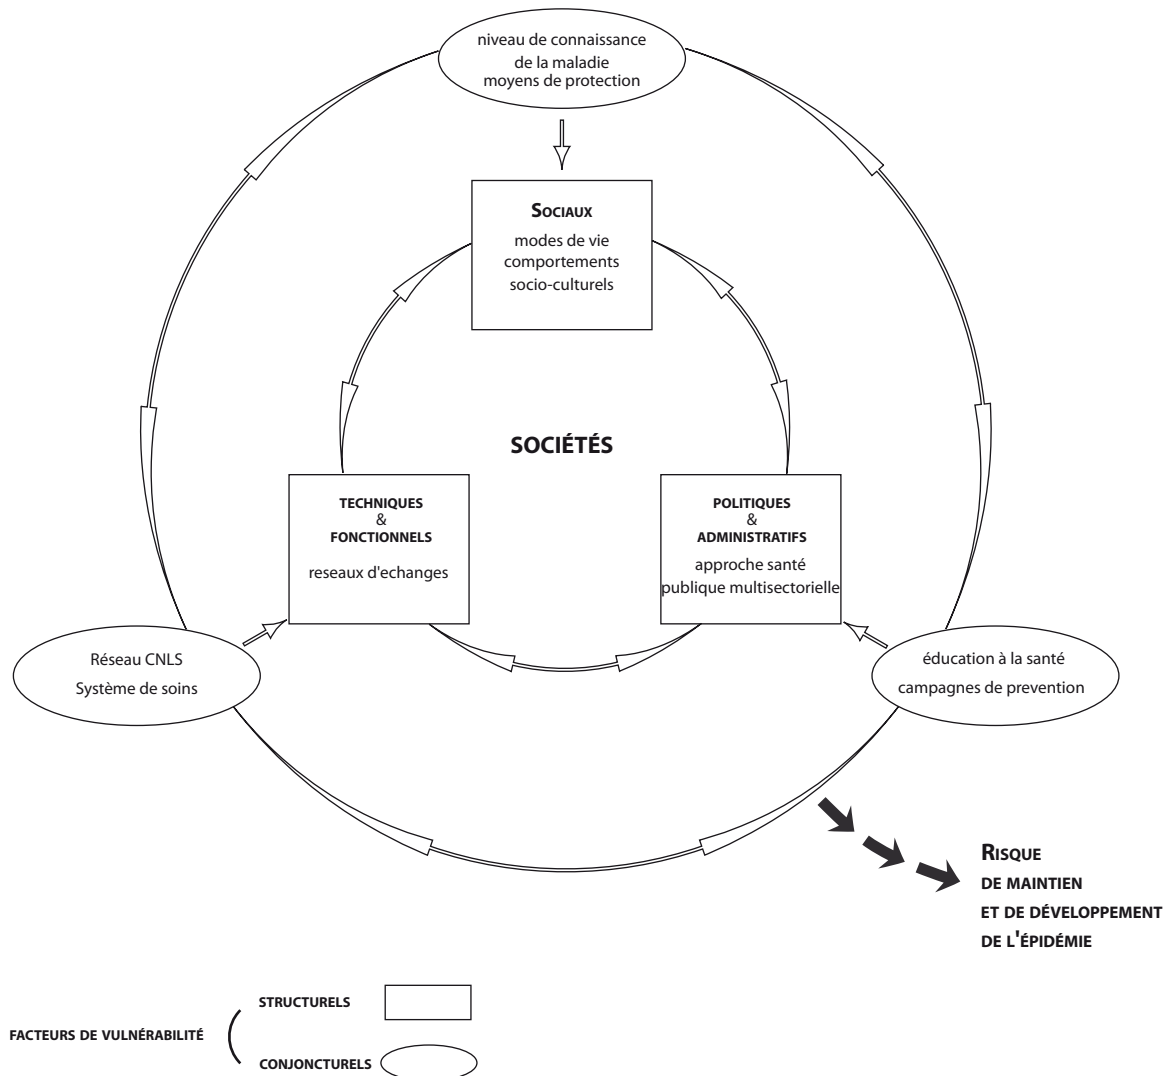 niveau de connaissance
de la maladie
moyens de protection
Sociaux
modes de vie
comportements
socio-culturels
SOCIÉTÉS
TECHNIQUES
&
FONCTIONNELS
reseaux d'echanges
POLITIQUES
&
ADMINISTRATIFS
approche santé
publique multisectorielle
Réseau CNLS
Système de soins
éducation à la santé
campagnes de prevention
Risque
DE MAINTIEN
ET DE DÉVELOPPEMENT
DE L'ÉPIDÉMIE
STRUCTURELS
FACTEURS DE VULNÉRABILITÉ
CONJONCTURELS